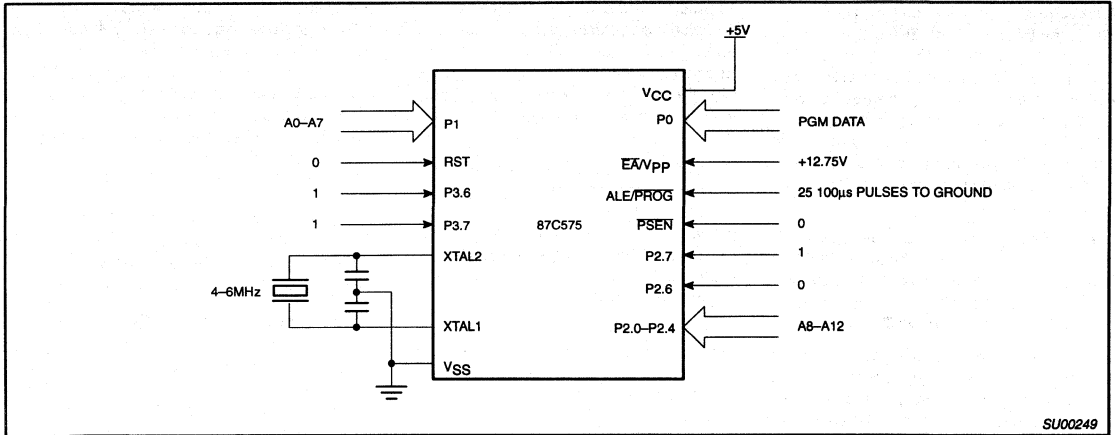 +5V
VCC
A0–A7
P1
P0
PGM DATA
0
RST
EA/VPP
+12.75V
1
P3.6
ALE/PROG
25 100µs PULSES TO GROUND
1
P3.7
87C575
PSEN
0
XTAL2
P2.7
1
4–6MHz
P2.6
0
XTAL1
P2.0–P2.4
A8–A12
VSS
SU00249